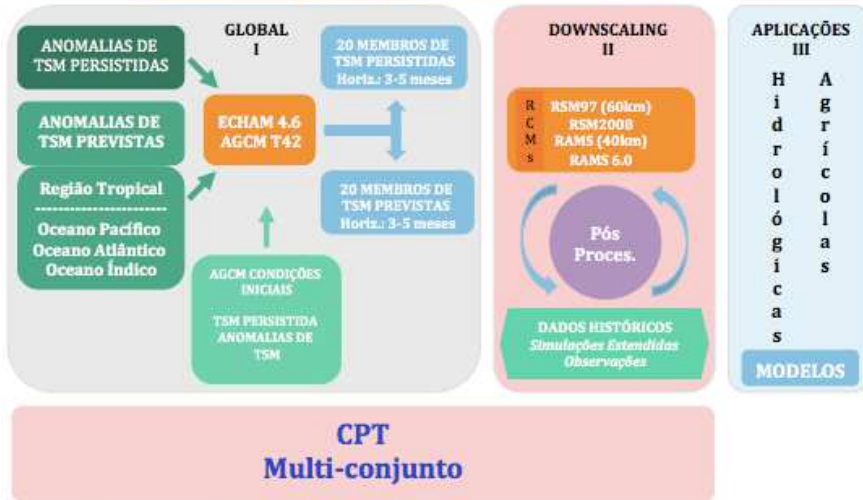 GLOBAL
I
ANOMALIAS DE
TSM PERSISTIDAS
ANOMALIAS DE
TSM PREVISTAS
Região Tropical
-----------------------
Oceano Pacífico
Oceano Atlântico
Oceano Índico
ECHAM 4.6
AGCM T42
20 MEMBROS DE
TSM PERSISTIDAS
Horiz.: 3-5 meses
20 MEMBROS DE
TSM PREVISTAS
Horiz.: 3-5 meses
AGCM CONDIÇÕES
INICIAIS
TSM PERSISTIDA
ANOMALIAS DE
TSM
DOWNSCALING
II
RCMs
RSM97 (60km)
RSM2008
RAMS (40km)
RAMS 6.0
Pós
Proces.
DADOS HISTÓRICOS
Simulações Estendidas
Observações
APLICAÇÕES
III
Hidrológicas
Agrícolas
MODELOS
CPT
Multi-conjunto